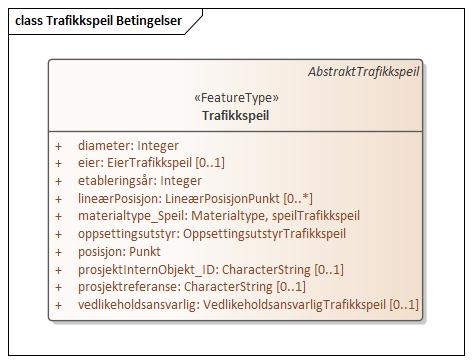 class Trafikkspeil Betingelser
AbstraktTrafikkspeil
«FeatureType»
Trafikkspeil
+ diameter: Integer
+ eier: EierTrafikkspeil [0..1]
+ etableringsår: Integer
+ lineærPosisjon: LineærPosisjonPunkt [0..*]
+ materialtype_Speil: Materialtype, speilTrafikkspeil
+ oppsettingsutstyr: OppsettingsutstyrTrafikkspeil
+ posisjon: Punkt
+ prosjektInternObjekt_ID: CharacterString [0..1]
+ prosjektreferanse: CharacterString [0..1]
+ vedlikeholdsansvarlig: VedlikeholdsansvarligTrafikkspeil [0..1]